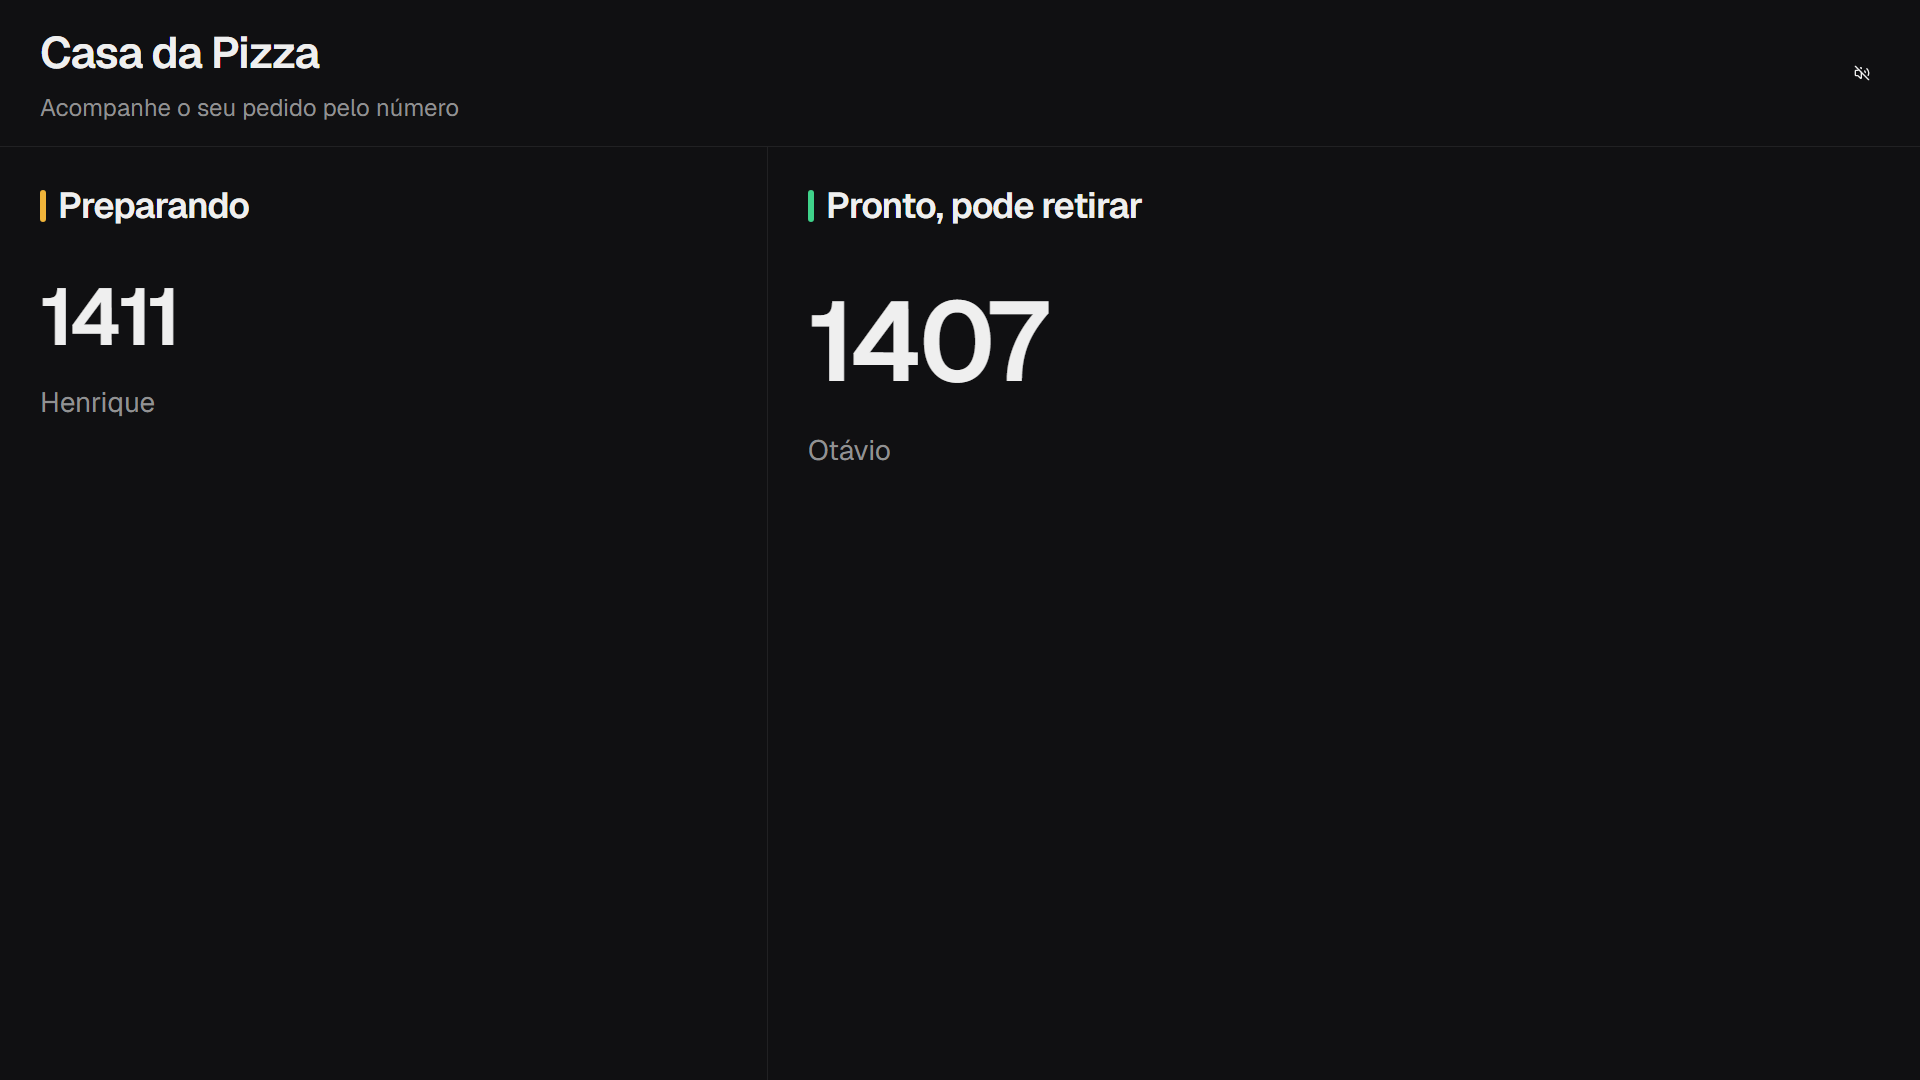 Casa da Pizza
Acompanhe o seu pedido pelo número
Preparando
1411
Henrique
Pronto, pode retirar
1407
Otávio